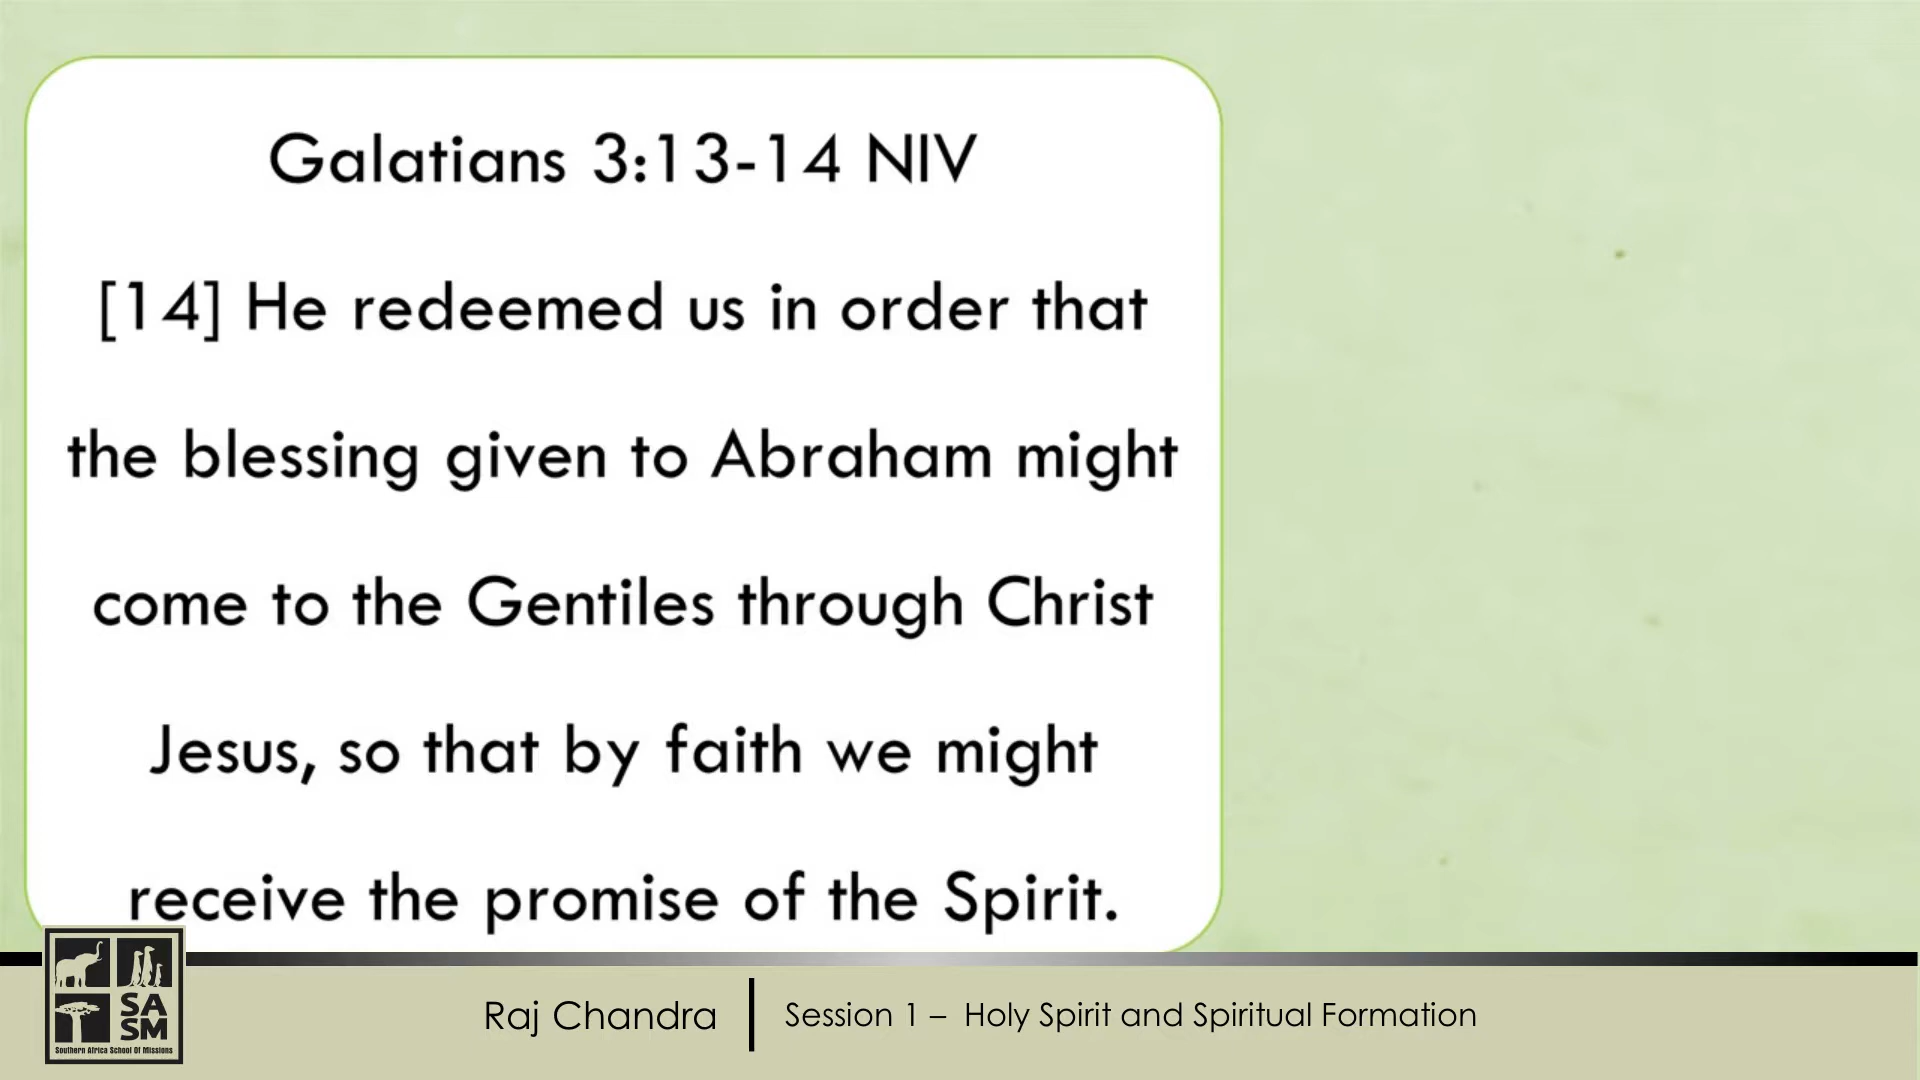 Galatians 3:13-14 NIV
[14] He redeemed us in order that
the blessing given to Abraham might
come to the Gentiles through Christ
Jesus, so that by faith we might
receive the promise of the Spirit.
SA
SM
Southern Africa School Of Missions
Raj Chandra
Session 1 – Holy Spirit and Spiritual Formation